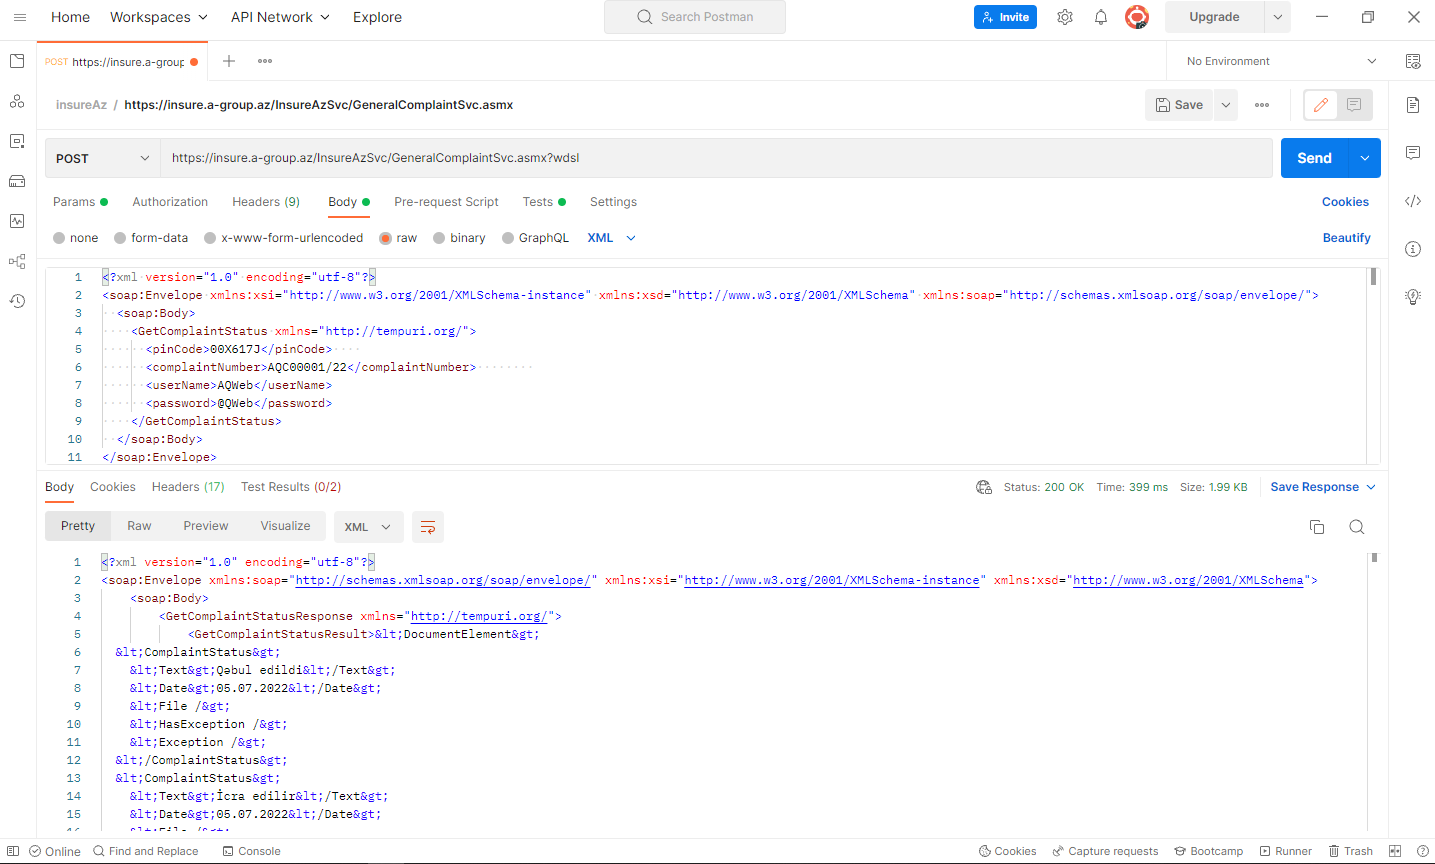 Home Workspaces API Network Explore Search Postman Invite Upgrade
POST https://insure.a-group No Environment
insureAz / https://insure.a-group.az/InsureAzSvc/GeneralComplaintSvc.asmx Save
POST https://insure.a-group.az/InsureAzSvc/GeneralComplaintSvc.asmx?wdsl Send
Params Authorization Headers (9) Body Pre-request Script Tests Settings Cookies
none form-data x-www-form-urlencoded raw binary GraphQL XML Beautify
1 <?xml version="1.0" encoding="utf-8"?>
2 <soap:Envelope xmlns:xsi="http://www.w3.org/2001/XMLSchema-instance" xmlns:xsd="http://www.w3.org/2001/XMLSchema" xmlns:soap="http://schemas.xmlsoap.org/soap/envelope/">
3 <soap:Body>
4 <GetComplaintStatus xmlns="http://tempuri.org/">
5 <pinCode>00X617J</pinCode>
6 <complaintNumber>AQC00001/22</complaintNumber>
7 <userName>AQWeb</userName>
8 <password>@QWeb</password>
9 </GetComplaintStatus>
10 </soap:Body>
11 </soap:Envelope>
Body Cookies Headers (17) Test Results (0/2) Status: 200 OK Time: 399 ms Size: 1.99 KB Save Response
Pretty Raw Preview Visualize XML
1 <?xml version="1.0" encoding="utf-8"?>
2 <soap:Envelope xmlns:soap="http://schemas.xmlsoap.org/soap/envelope/" xmlns:xsi="http://www.w3.org/2001/XMLSchema-instance" xmlns:xsd="http://www.w3.org/2001/XMLSchema">
3 <soap:Body>
4 <GetComplaintStatusResponse xmlns="http://tempuri.org/">
5 <GetComplaintStatusResult>&lt;DocumentElement&gt;
6 &lt;ComplaintStatus&gt;
7 &lt;Text&gt;Qəbul edildi&lt;/Text&gt;
8 &lt;Date&gt;05.07.2022&lt;/Date&gt;
9 &lt;File /&gt;
10 &lt;HasException /&gt;
11 &lt;Exception /&gt;
12 &lt;/ComplaintStatus&gt;
13 &lt;ComplaintStatus&gt;
14 &lt;Text&gt;İcra edilir&lt;/Text&gt;
15 &lt;Date&gt;05.07.2022&lt;/Date&gt;
16 &lt;File /&gt;
Online Find and Replace Console Cookies Capture requests Bootcamp Runner Trash